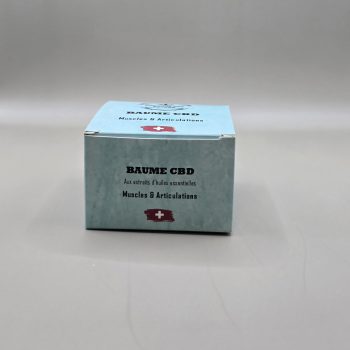 BAUME CBD
Muscles & Articulations
BAUME CBD
Aux extraits d'huiles essentielles
Muscles & Articulations